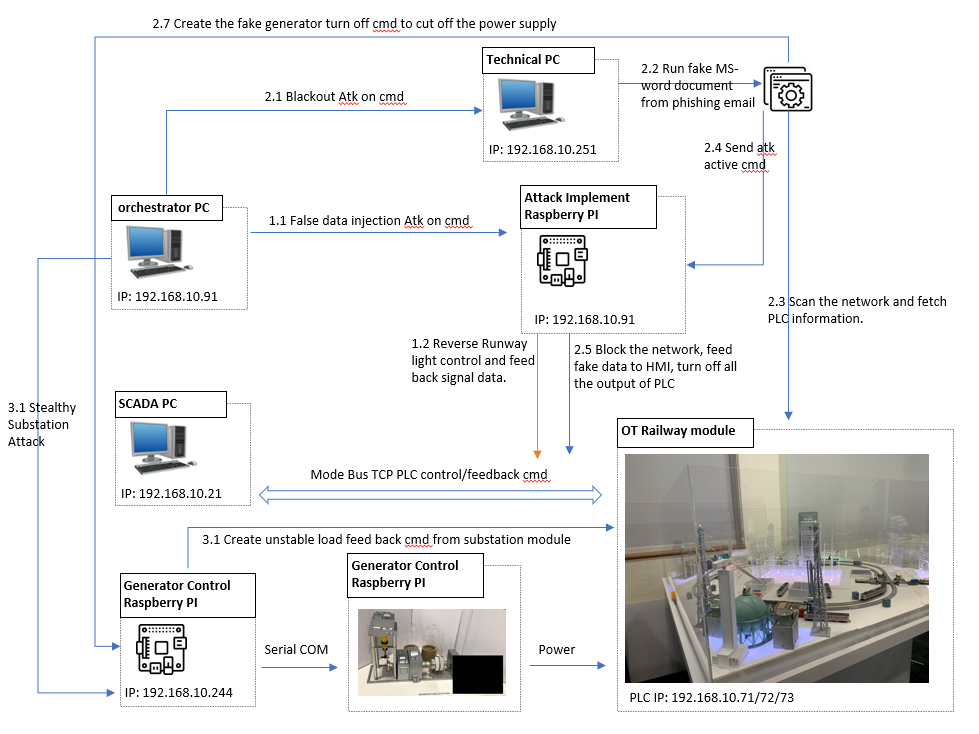 2.7 Create the fake generator turn off cmd to cut off the power supply
Technical PC
2.2 Run fake MS-
word document
from phishing email
2.1 Blackout Atk on cmd
IP: 192.168.10.251
2.4 Send atk
active cmd
orchestrator PC
Attack Implement
Raspberry PI
1.1 False data injection Atk on cmd
IP: 192.168.10.91
IP: 192.168.10.91
2.3 Scan the network and fetch
PLC information.
1.2 Reverse Runway
light control and feed
back signal data.
2.5 Block the network, feed
fake data to HMI, turn off all
the output of PLC
3.1 Stealthy
Substation
Attack
SCADA PC
OT Railway module
IP: 192.168.10.21
Mode Bus TCP PLC control/feedback cmd
3.1 Create unstable load feed back cmd from substation module
Generator Control
Raspberry PI
Generator Control
Raspberry PI
Serial COM
Power
IP: 192.168.10.244
PLC IP: 192.168.10.71/72/73